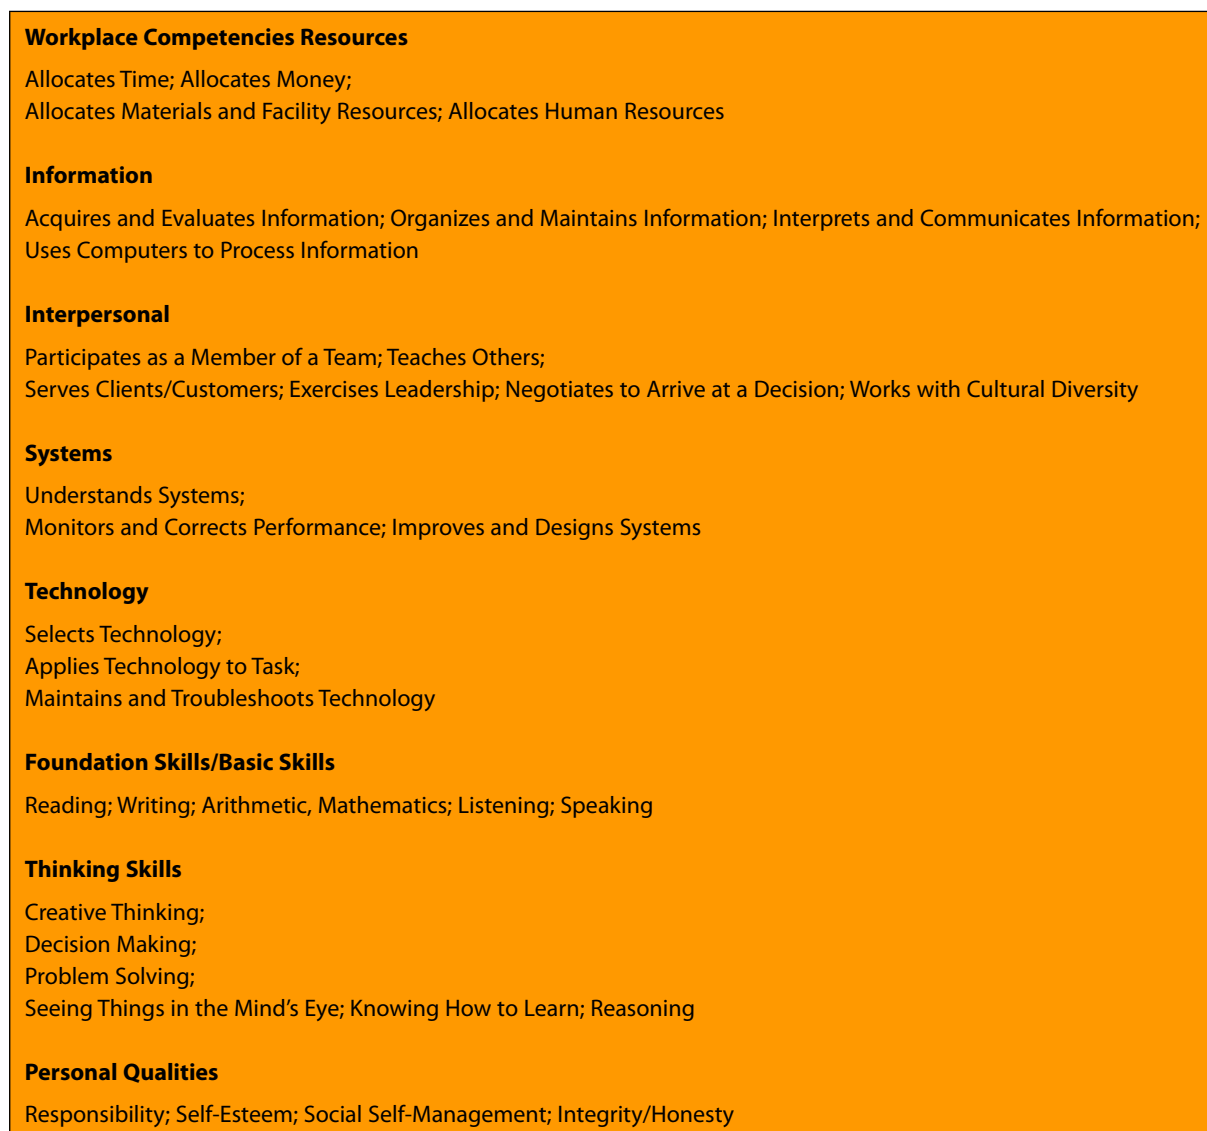 Workplace Competencies Resources
Allocates Time; Allocates Money;
Allocates Materials and Facility Resources; Allocates Human Resources
Information
Acquires and Evaluates Information; Organizes and Maintains Information; Interprets and Communicates Information;
Uses Computers to Process Information
Interpersonal
Participates as a Member of a Team; Teaches Others;
Serves Clients/Customers; Exercises Leadership; Negotiates to Arrive at a Decision; Works with Cultural Diversity
Systems
Understands Systems;
Monitors and Corrects Performance; Improves and Designs Systems
Technology
Selects Technology;
Applies Technology to Task;
Maintains and Troubleshoots Technology
Foundation Skills/Basic Skills
Reading; Writing; Arithmetic, Mathematics; Listening; Speaking
Thinking Skills
Creative Thinking;
Decision Making;
Problem Solving;
Seeing Things in the Mind’s Eye; Knowing How to Learn; Reasoning
Personal Qualities
Responsibility; Self-Esteem; Social Self-Management; Integrity/Honesty